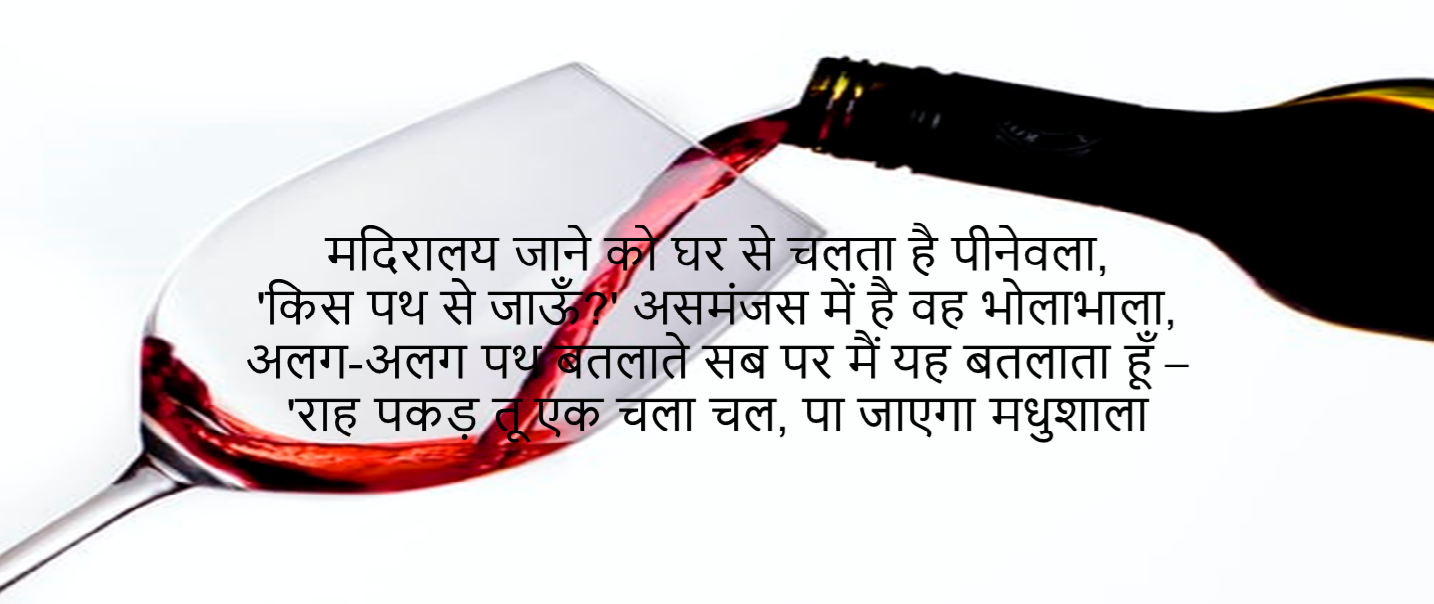 मदिरालय जाने को घर से चलता है पीनेवला,
'किस पथ से जाऊँ?' असमंजस में है वह भोलाभाला,
अलग-अलग पथ बतलाते सब पर मैं यह बतलाता हूँ –
'राह पकड़ तू एक चला चल, पा जाएगा मधुशाला